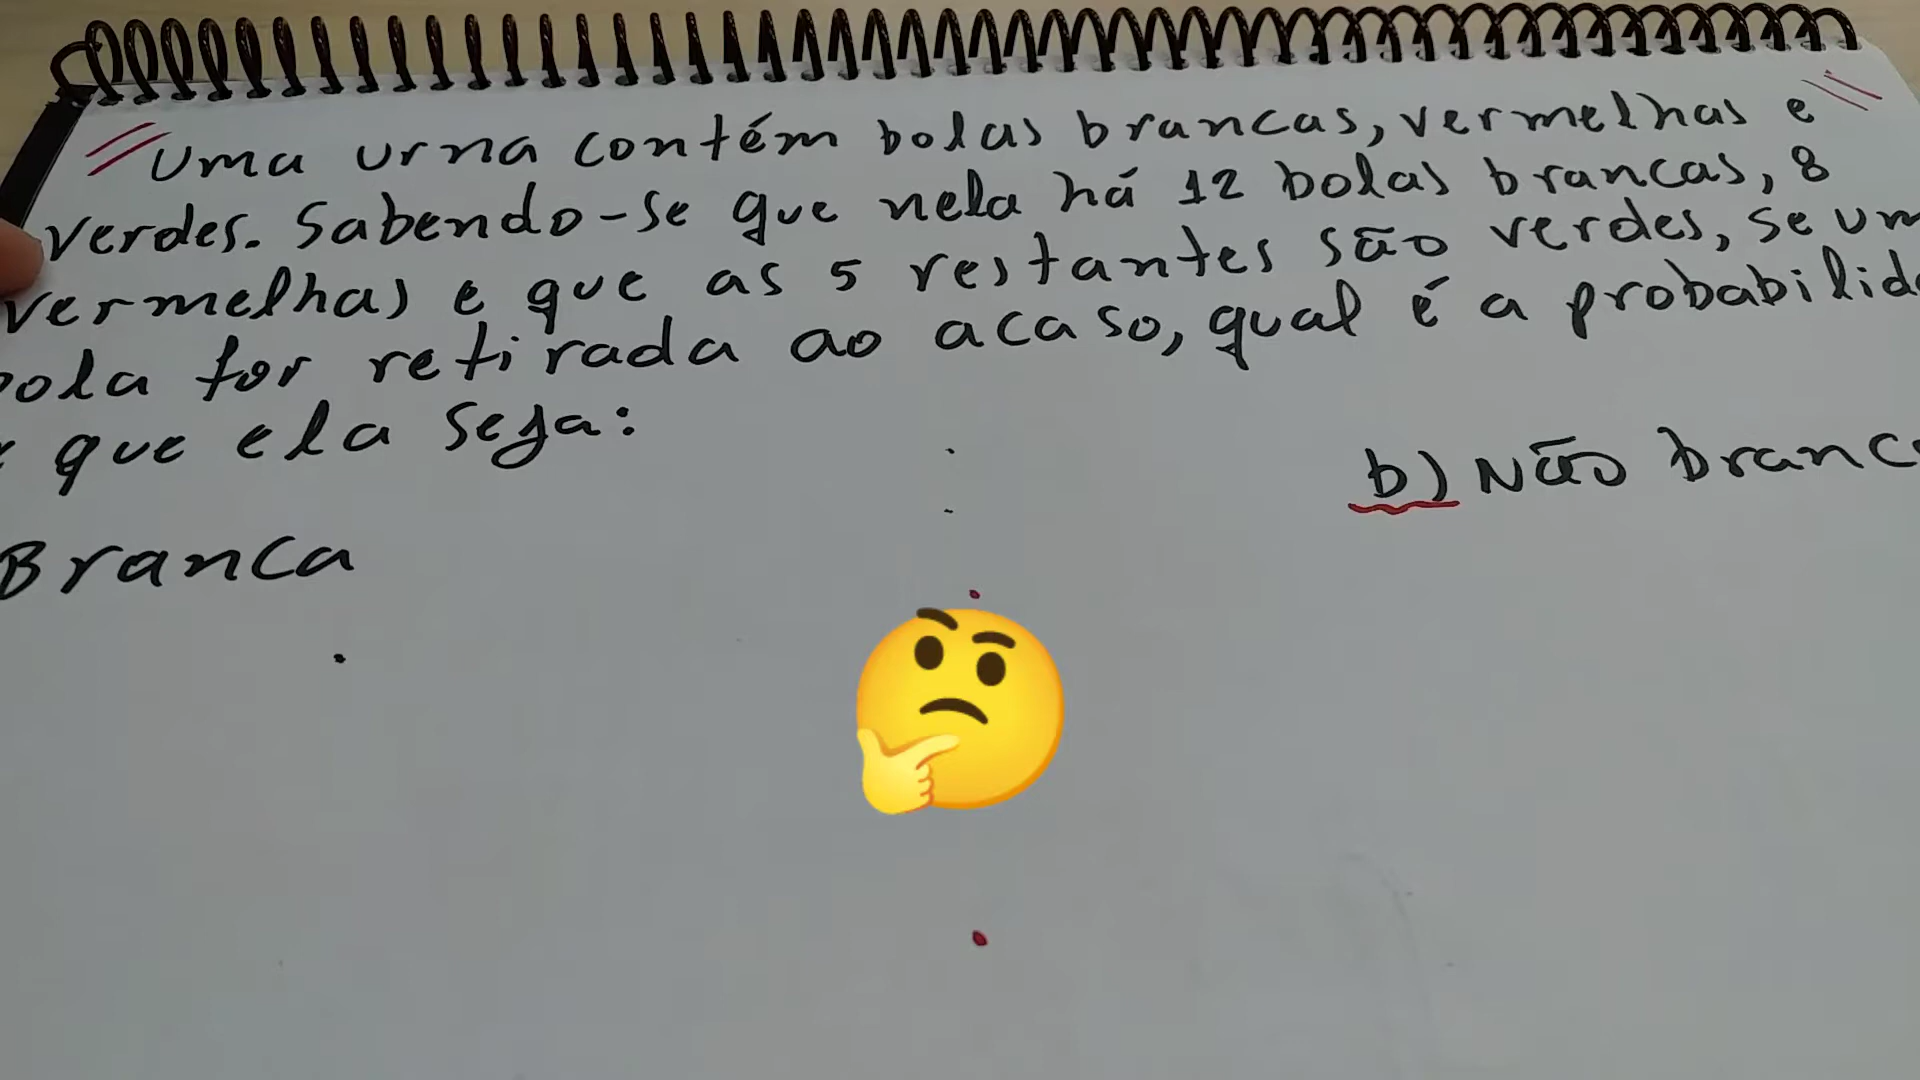 Uma urna contém bolas brancas, vermelhas e
verdes. Sabendo-se que nela há 12 bolas brancas, 8
vermelhas e que as 5 restantes são verdes, se um
bola for retirada ao acaso, qual é a probabilid
que ela seja:
b) Não branc
Branca